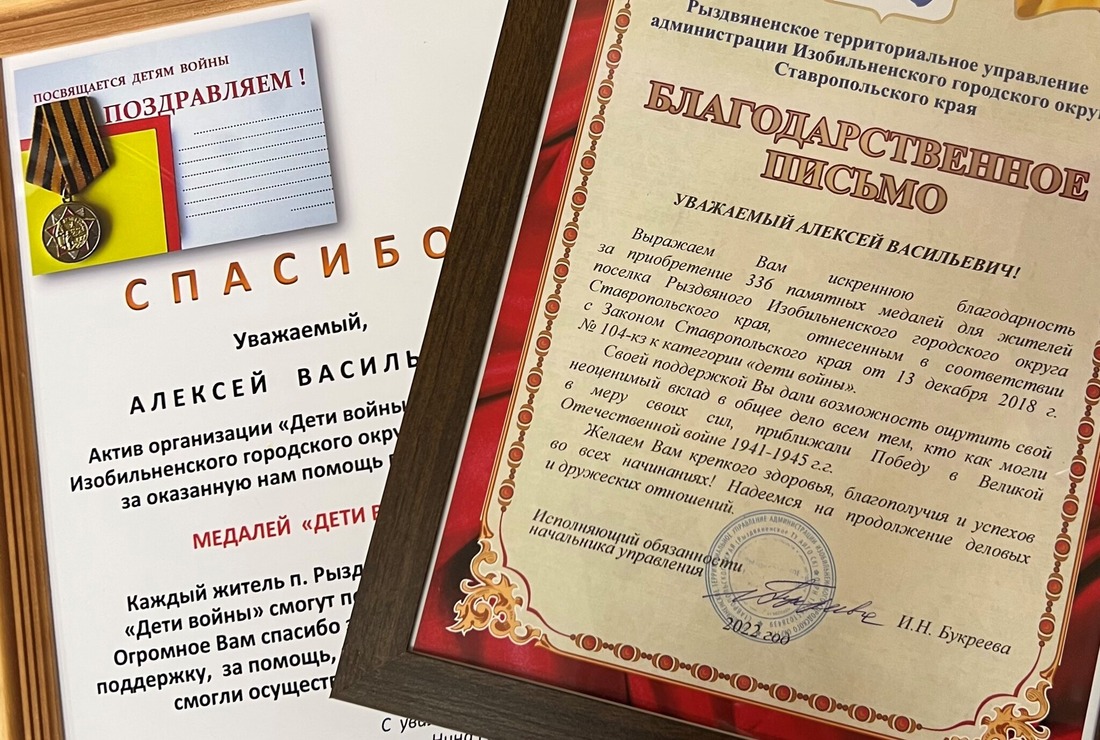 ПОСВЯЩАЕТСЯ ДЕТЯМ ВОЙНЫ
ПОЗДРАВЛЯЕМ !
СПАСИБО
Уважаемый,
АЛЕКСЕЙ ВАСИЛЬ
Актив организации «Дети войны
Изобильненского городского окру
за оказанную нам помощь
МЕДАЛЕЙ «ДЕТИ В
Каждый житель п. Рызд
«Дети войны» смогут по
Огромное Вам спасибо з
поддержку, за помощь,
смогли осущест
С ува
Нина
Рыздвяненское территориальное управление
администрации Изобильненского городского окру
Ставропольского края
БЛАГОДАРСТВЕННОЕ
ПИСЬМО
УВАЖАЕМЫЙ АЛЕКСЕЙ ВАСИЛЬЕВИЧ!
Выражаем Вам искреннюю благодарность
за приобретение 336 памятных медалей для жителей
поселка Рыздвяного Изобильненского городского округа
Ставропольского края, отнесенным в соответствии
с Законом Ставропольского края от 13 декабря 2018 г.
№ 104-кз к категории «дети войны».
Своей поддержкой Вы дали возможность ощутить свой
неоценимый вклад в общее дело всем тем, кто как могли
в меру своих сил, приближали Победу в Великой
Отечественной войне 1941-1945 г.г.
Желаем Вам крепкого здоровья, благополучия и успехов
во всех начинаниях! Надеемся на продолжение деловых
и дружеских отношений.
Исполняющий обязанности
начальника управления
И.Н. Букреева
2022 год